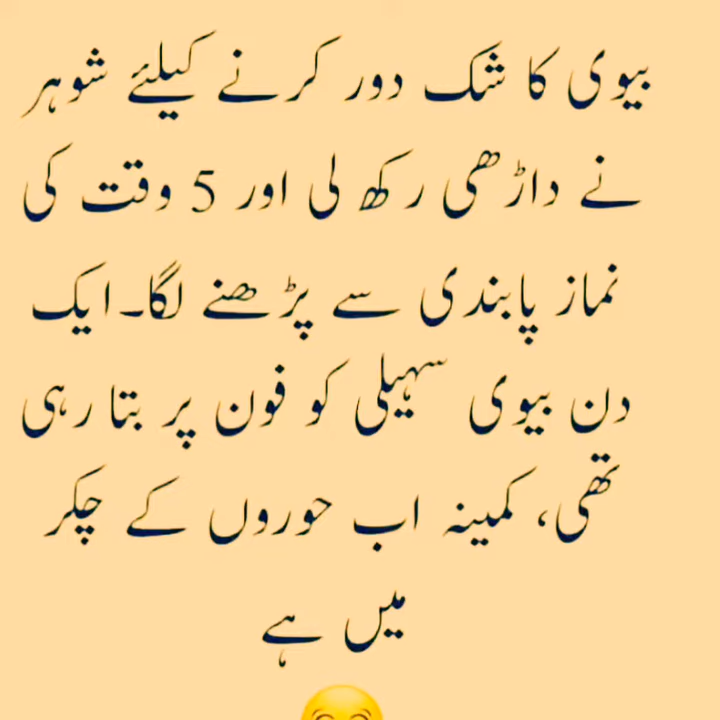 بیوی کا شک دور کرنے کیلئے شوہر
نے داڑھی رکھ لی اور 5 وقت کی
نماز پابندی سے پڑھنے لگا۔ایک
دن بیوی سہیلی کو فون پر بتا رہی
تھی، کمینہ اب حوروں کے چکر
میں ہے